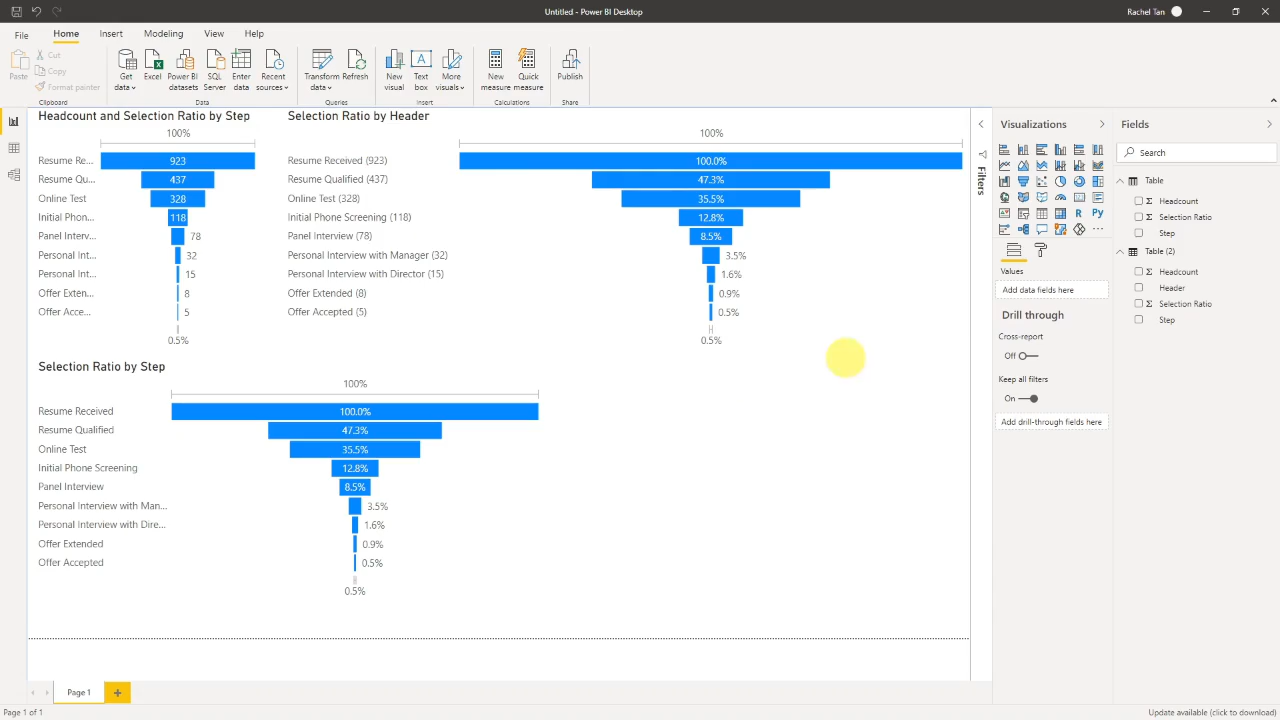 Untitled - Power BI Desktop
Rachel Tan
File
Home
Insert
Modeling
View
Help
Paste
Cut
Copy
Format painter
Clipboard
Get data
Excel
Power BI datasets
SQL Server
Enter data
Recent sources
Data
Transform data
Refresh
Queries
New visual
Text box
More visuals
Insert
New measure
Quick measure
Calculations
Publish
Share
Headcount and Selection Ratio by Step
100%
Resume Re... 923
Resume Qu... 437
Online Test 328
Initial Phon... 118
Panel Interv... 78
Personal Int... 32
Personal Int... 15
Offer Exten... 8
Offer Acce... 5
0.5%
Selection Ratio by Header
100%
Resume Received (923) 100.0%
Resume Qualified (437) 47.3%
Online Test (328) 35.5%
Initial Phone Screening (118) 12.8%
Panel Interview (78) 8.5%
Personal Interview with Manager (32) 3.5%
Personal Interview with Director (15) 1.6%
Offer Extended (8) 0.9%
Offer Accepted (5) 0.5%
0.5%
Selection Ratio by Step
100%
Resume Received 100.0%
Resume Qualified 47.3%
Online Test 35.5%
Initial Phone Screening 12.8%
Panel Interview 8.5%
Personal Interview with Man... 3.5%
Personal Interview with Dire... 1.6%
Offer Extended 0.9%
Offer Accepted 0.5%
0.5%
Filters
Visualizations
R
Py
Values
Add data fields here
Drill through
Cross-report
Off
Keep all filters
On
Add drill-through fields here
Fields
Search
Table
Σ Headcount
Σ Selection Ratio
Step
Table (2)
Σ Headcount
Header
Σ Selection Ratio
Step
Page 1
Page 1 of 1
Update available (click to download)